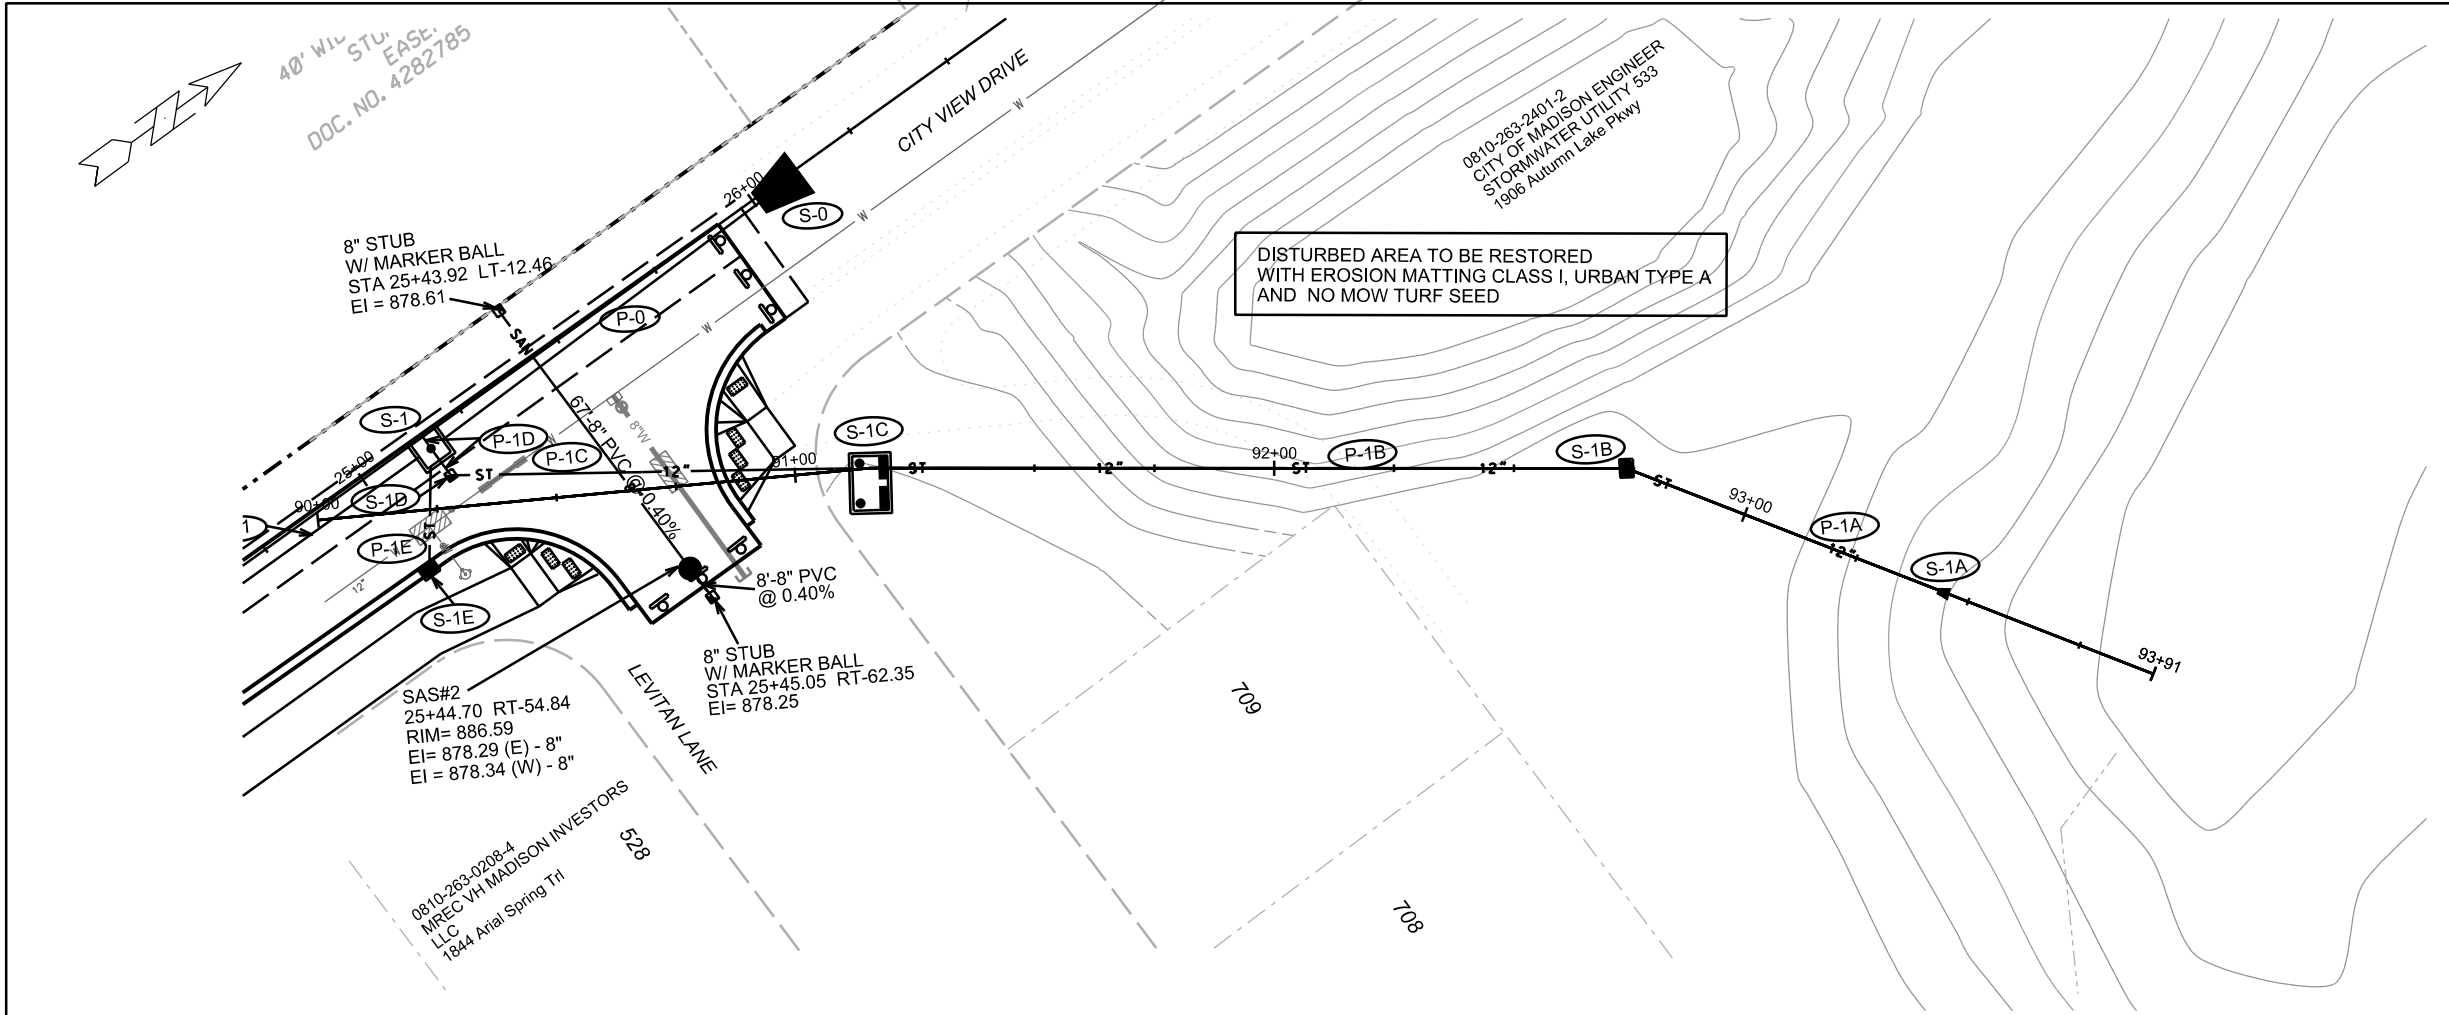 40' WID
STU
EASE.
DOC. NO. 4282785
CITY VIEW DRIVE
W
W
W
W
0810-263-2401-2
CITY OF MADISON ENGINEER
STORMWATER UTILITY 533
1906 Autumn Lake Pkwy
26+00
S-0
8" STUB
W/ MARKER BALL
STA 25+43.92 LT-12.46
EI = 878.61
DISTURBED AREA TO BE RESTORED
WITH EROSION MATTING CLASS I, URBAN TYPE A
AND NO MOW TURF SEED
SAN
P-0
67'-8" PVC @ 0.40%
8"W
S-1
P-1D
P-1C
25+00
S-1D
90+00
ST
12"
91+00
S-1C
ST
12"
92+00
ST
P-1B
12"
S-1B
ST
93+00
P-1A
12"
S-1A
93+91
1
P-1E
ST
W
12"
S-1E
8'-8" PVC
@ 0.40%
8" STUB
W/ MARKER BALL
STA 25+45.05 RT-62.35
EI= 878.25
SAS#2
25+44.70 RT-54.84
RIM= 886.59
EI= 878.29 (E) - 8"
EI = 878.34 (W) - 8"
LEVITAN LANE
709
708
528
0810-263-0208-4
MREC VH MADISON INVESTORS
LLC
1844 Arial Spring Trl